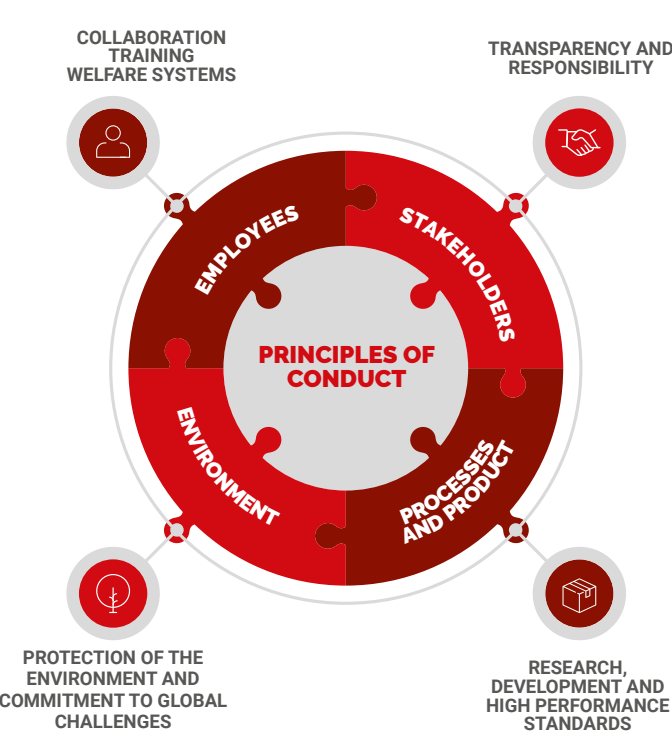 COLLABORATION
TRAINING
WELFARE SYSTEMS
TRANSPARENCY AND
RESPONSIBILITY
EMPLOYEES
STAKEHOLDERS
PRINCIPLES OF
CONDUCT
ENVIRONMENT
PROCESSES
AND PRODUCT
PROTECTION OF THE
ENVIRONMENT AND
COMMITMENT TO GLOBAL
CHALLENGES
RESEARCH,
DEVELOPMENT AND
HIGH PERFORMANCE
STANDARDS